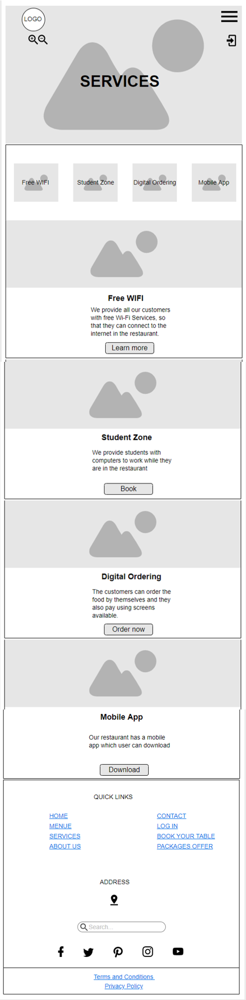 LOGO
SERVICES
Free WIFI
Student Zone
Digital Ordering
Mobile App
Free WIFI
We provide all our customers
with free Wi-Fi Services, so
that they can connect to the
internet in the restaurant.
Learn more
Student Zone
We provide students with
computers to work while they
are in the restaurant
Book
Digital Ordering
The customers can order the
food by themselves and they
also pay using screens
available.
Order now
Mobile App
Our restaurant has a mobile
app which user can download
Download
QUICK LINKS
HOME
MENUE
SERVICES
ABOUT US
CONTACT
LOG IN
BOOK YOUR TABLE
PACKAGES OFFER
ADDRESS
Search...
Terms and Conditions
Privacy Policy